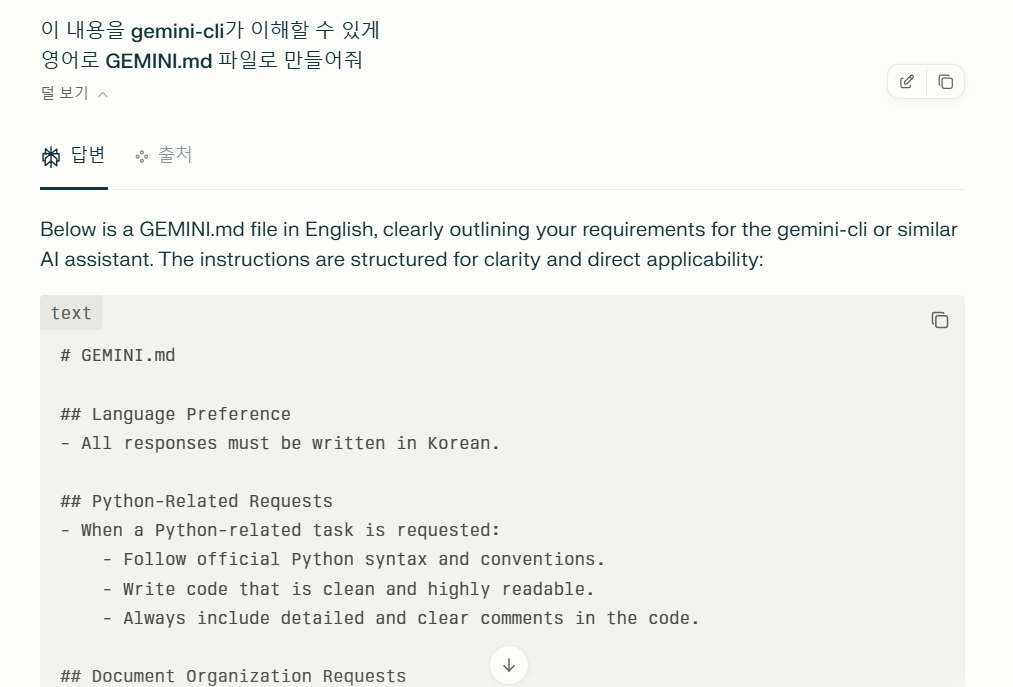 이 내용을 gemini-cli가 이해할 수 있게
영어로 GEMINI.md 파일로 만들어줘
덜 보기
답변
출처
Below is a GEMINI.md file in English, clearly outlining your requirements for the gemini-cli or similar
AI assistant. The instructions are structured for clarity and direct applicability:
text
# GEMINI.md
## Language Preference
- All responses must be written in Korean.
## Python-Related Requests
- When a Python-related task is requested:
- Follow official Python syntax and conventions.
- Write code that is clean and highly readable.
- Always include detailed and clear comments in the code.
## Document Organization Requests